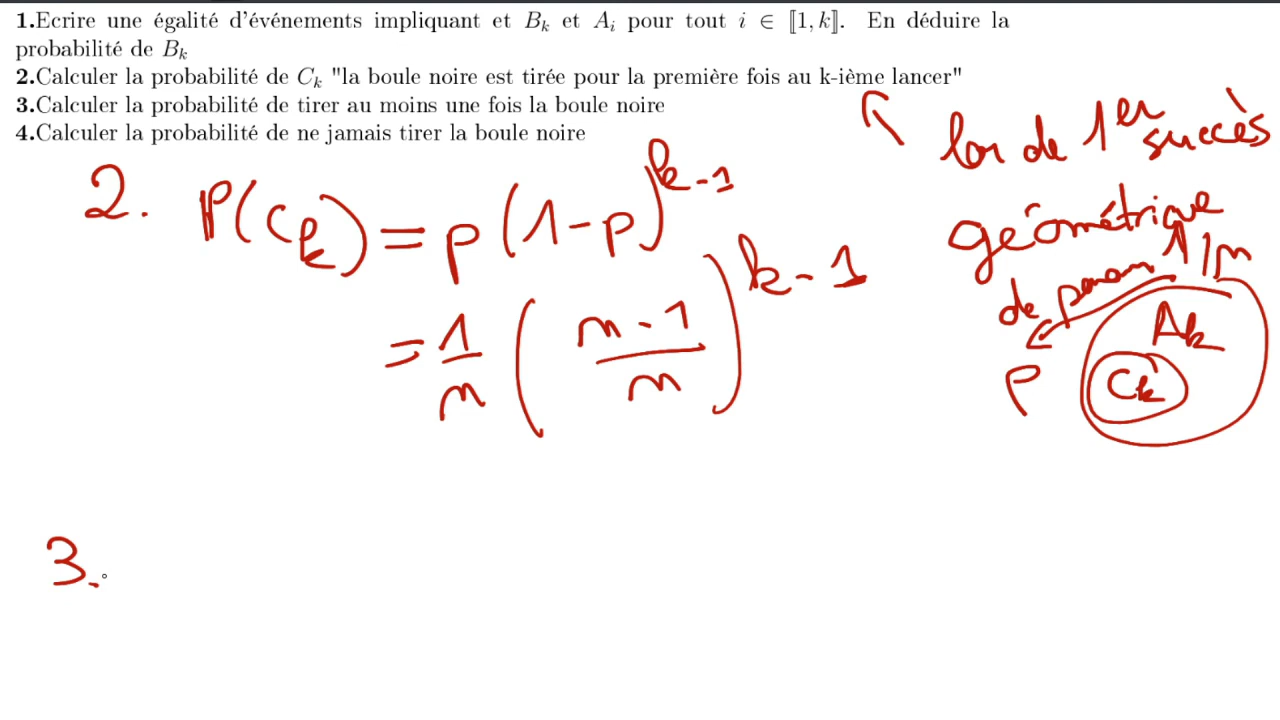 1.Ecrire une égalité d'événements impliquant et B_k et A_i pour tout i ∈ ⟦1, k⟧. En déduire la
probabilité de B_k
2.Calculer la probabilité de C_k "la boule noire est tirée pour la première fois au k-ième lancer"
3.Calculer la probabilité de tirer au moins une fois la boule noire
4.Calculer la probabilité de ne jamais tirer la boule noire
loi de 1er succès
2. P(C_k) = p(1-p)^{k-1}
géométrique
de param 1/n
= 1/n ( (n-1)/n )^{k-1}
A_k
P
C_k
3.